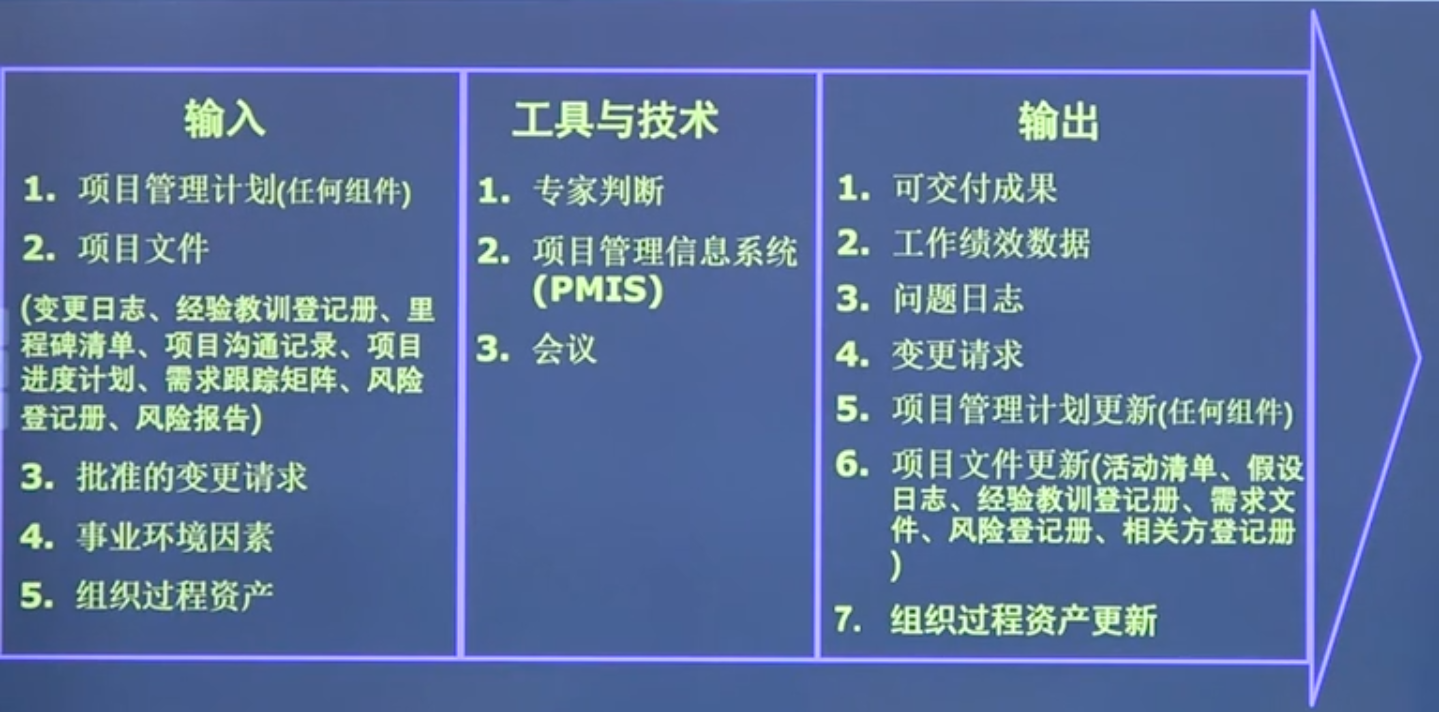 输入
1. 项目管理计划(任何组件)
2. 项目文件
(变更日志、经验教训登记册、里
程碑清单、项目沟通记录、项目
进度计划、需求跟踪矩阵、风险
登记册、风险报告)
3. 批准的变更请求
4. 事业环境因素
5. 组织过程资产
工具与技术
1. 专家判断
2. 项目管理信息系统
(PMIS)
3. 会议
输出
1. 可交付成果
2. 工作绩效数据
3. 问题日志
4. 变更请求
5. 项目管理计划更新(任何组件)
6. 项目文件更新(活动清单、假设
日志、经验教训登记册、需求文
件、风险登记册、相关方登记册
)
7. 组织过程资产更新